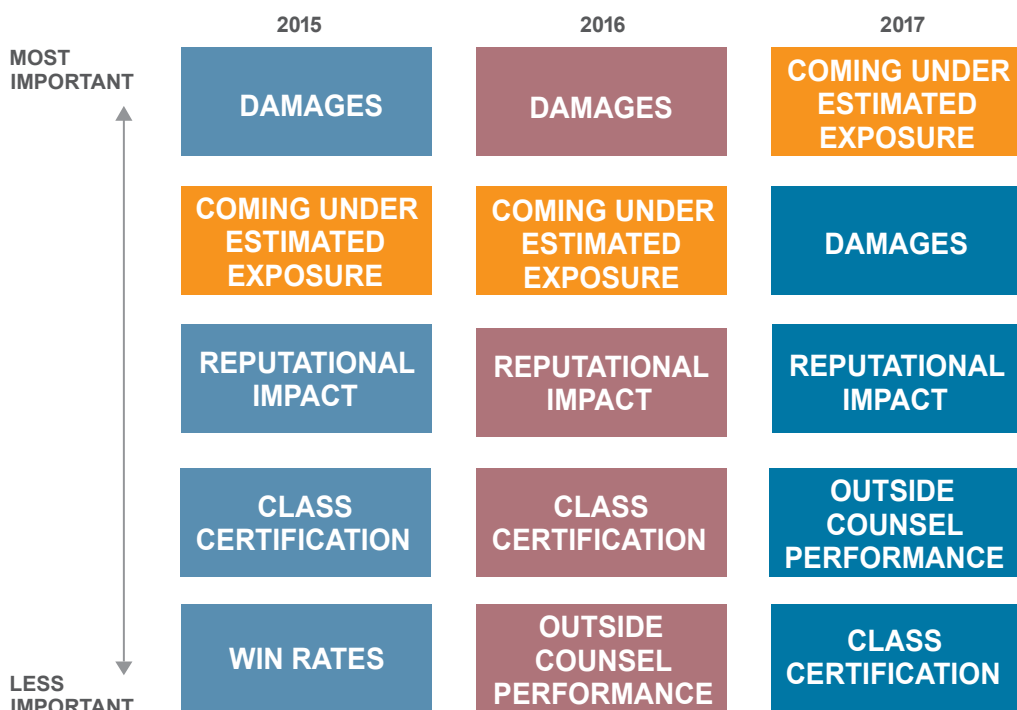 2015
2016
2017
MOST
IMPORTANT
DAMAGES
DAMAGES
COMING UNDER
ESTIMATED
EXPOSURE
COMING UNDER
ESTIMATED
EXPOSURE
COMING UNDER
ESTIMATED
EXPOSURE
DAMAGES
REPUTATIONAL
IMPACT
REPUTATIONAL
IMPACT
REPUTATIONAL
IMPACT
CLASS
CERTIFICATION
CLASS
CERTIFICATION
OUTSIDE
COUNSEL
PERFORMANCE
WIN RATES
OUTSIDE
COUNSEL
PERFORMANCE
CLASS
CERTIFICATION
LESS
IMPORTANT